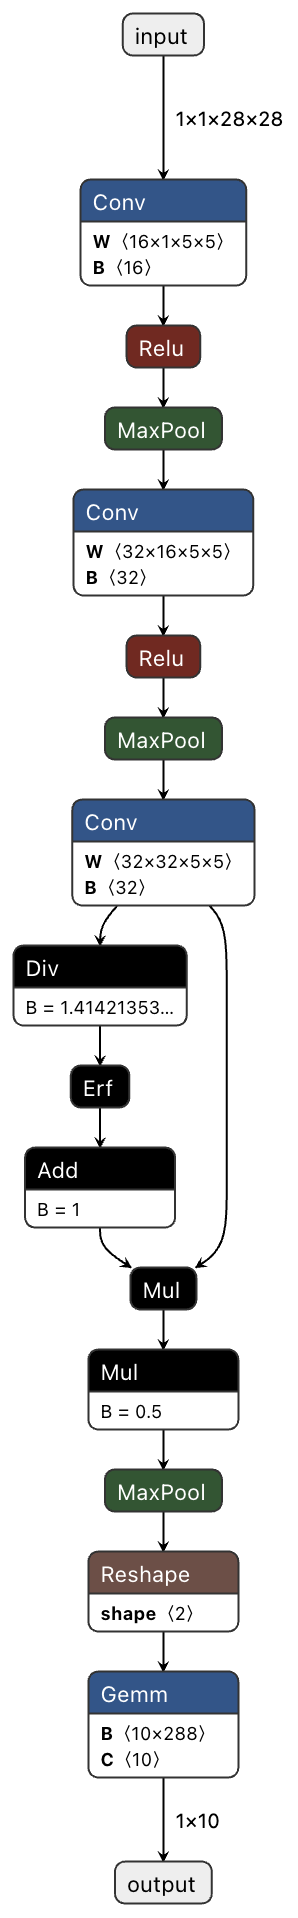 input
1×1×28×28
Conv
W ⟨16×1×5×5⟩
B ⟨16⟩
Relu
MaxPool
Conv
W ⟨32×16×5×5⟩
B ⟨32⟩
Relu
MaxPool
Conv
W ⟨32×32×5×5⟩
B ⟨32⟩
Div
B = 1.41421353…
Erf
Add
B = 1
Mul
Mul
B = 0.5
MaxPool
Reshape
shape ⟨2⟩
Gemm
B ⟨10×288⟩
C ⟨10⟩
1×10
output